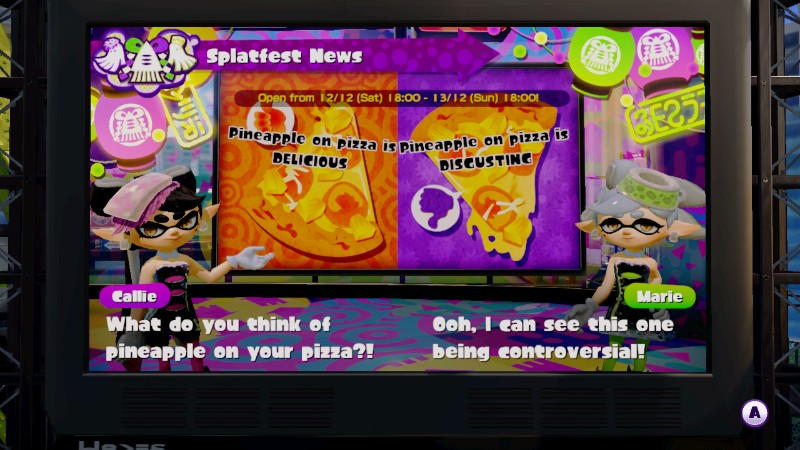 Splatfest News
Open from 12/12 (Sat) 18:00 - 13/12 (Sun) 18:00!
Pineapple on pizza is
DELICIOUS
Pineapple on pizza is
DISGUSTING
Callie
What do you think of
pineapple on your pizza?!
Marie
Ooh, I can see this one
being controversial!
A